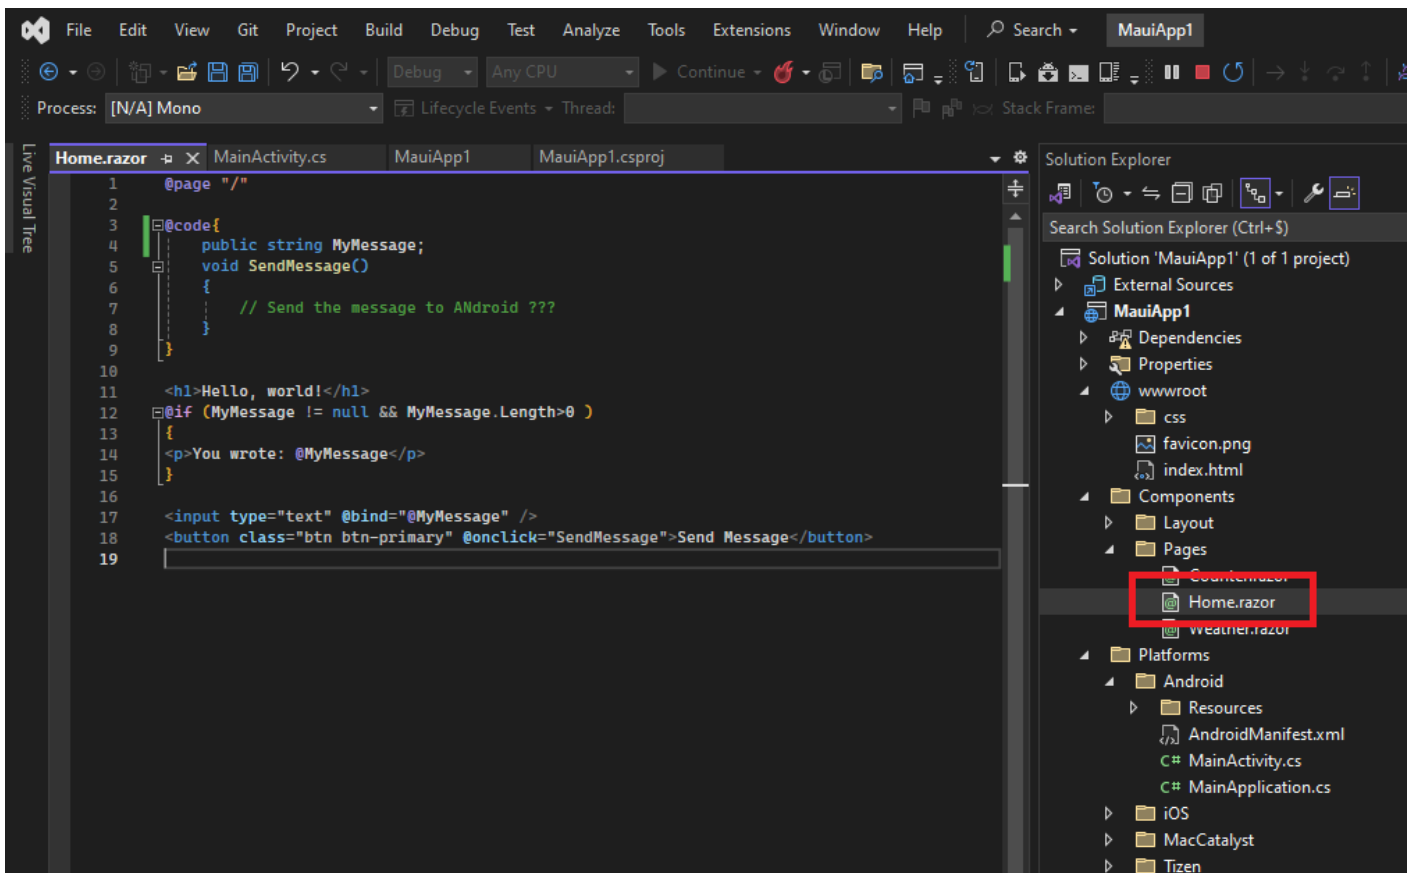 File Edit View Git Project Build Debug Test Analyze Tools Extensions Window Help Search MauiApp1
Debug Any CPU Continue
Process: [N/A] Mono Lifecycle Events Thread: Stack Frame:
Live Visual Tree
Home.razor MainActivity.cs MauiApp1 MauiApp1.csproj
1 @page "/"
2
3 @code{
4 public string MyMessage;
5 void SendMessage()
6 {
7 // Send the message to ANdroid ???
8 }
9 }
10
11 <h1>Hello, world!</h1>
12 @if (MyMessage != null && MyMessage.Length>0 )
13 {
14 <p>You wrote: @MyMessage</p>
15 }
16
17 <input type="text" @bind="@MyMessage" />
18 <button class="btn btn-primary" @onclick="SendMessage">Send Message</button>
19
Solution Explorer
Search Solution Explorer (Ctrl+$)
Solution 'MauiApp1' (1 of 1 project)
External Sources
MauiApp1
Dependencies
Properties
wwwroot
css
favicon.png
index.html
Components
Layout
Pages
Counter.razor
Home.razor
Weather.razor
Platforms
Android
Resources
AndroidManifest.xml
C# MainActivity.cs
C# MainApplication.cs
iOS
MacCatalyst
Tizen